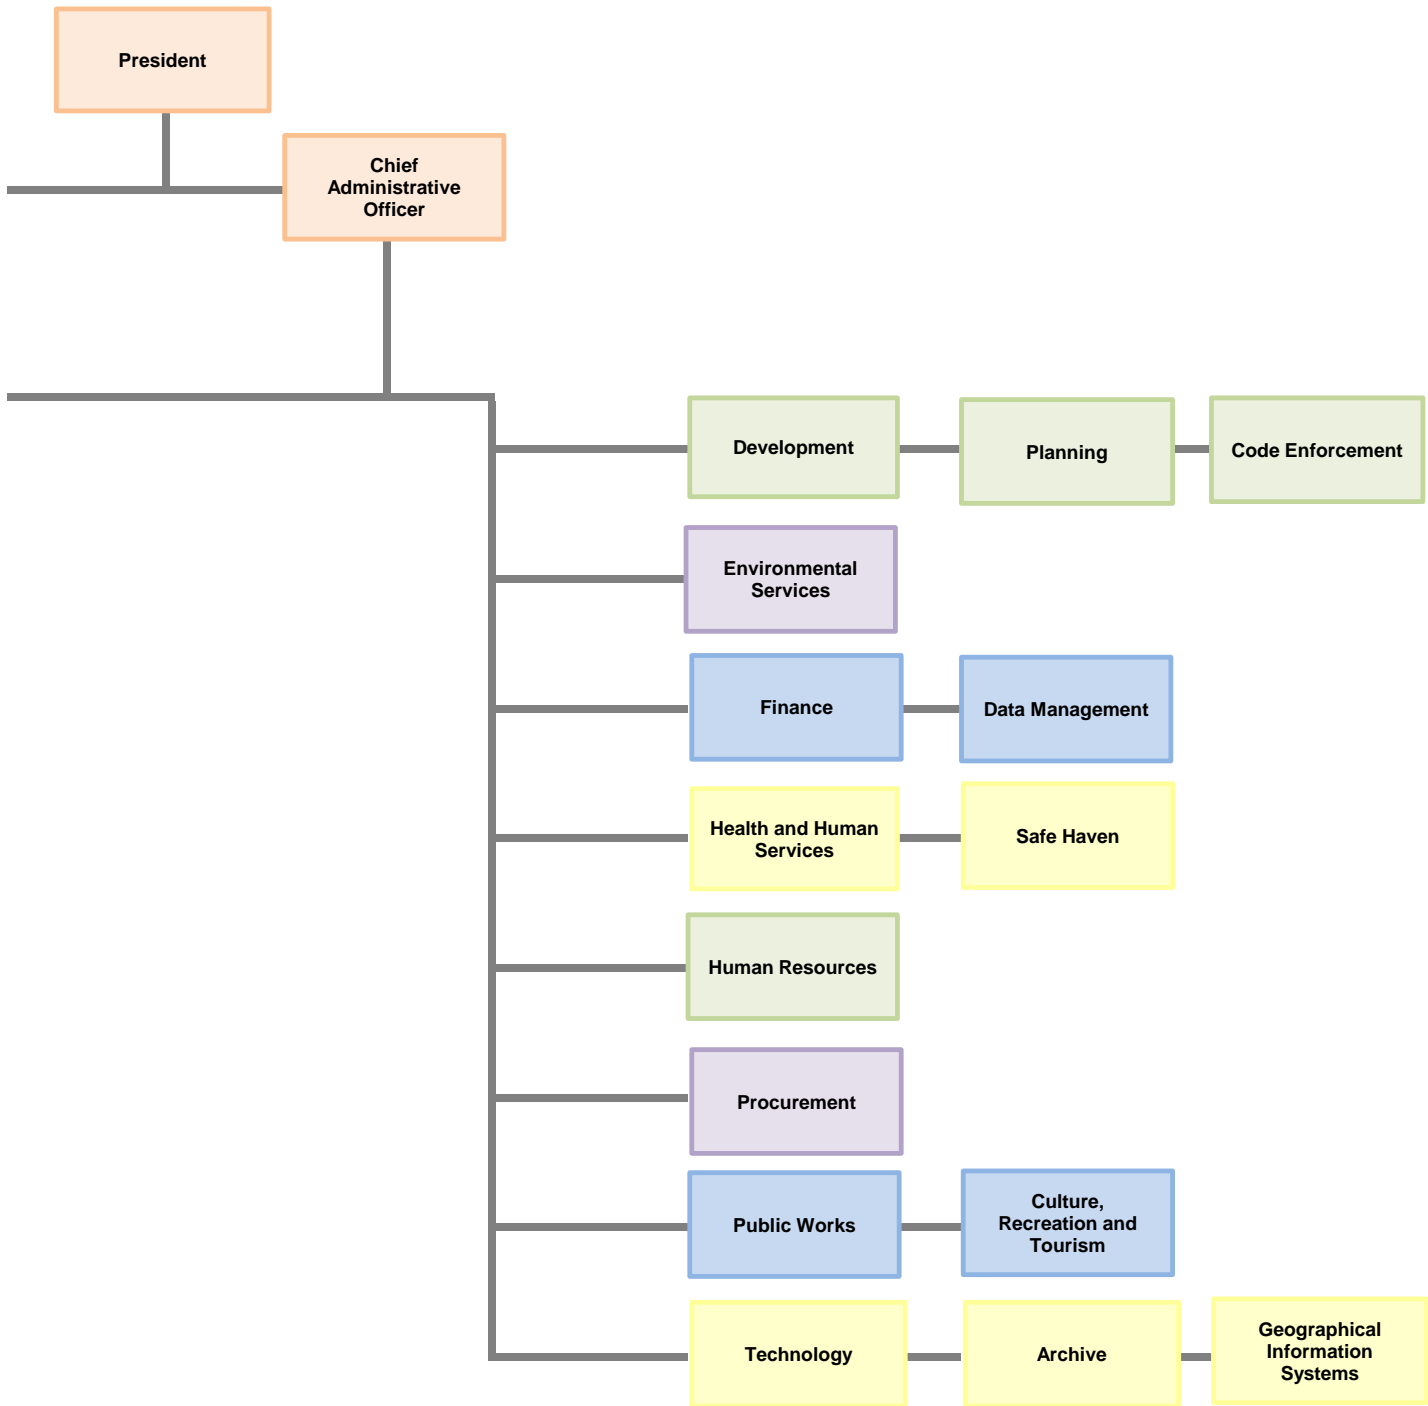 President
Chief
Administrative
Officer
Development
Planning
Code Enforcement
Environmental
Services
Finance
Data Management
Health and Human
Services
Safe Haven
Human Resources
Procurement
Public Works
Culture,
Recreation and
Tourism
Technology
Archive
Geographical
Information
Systems